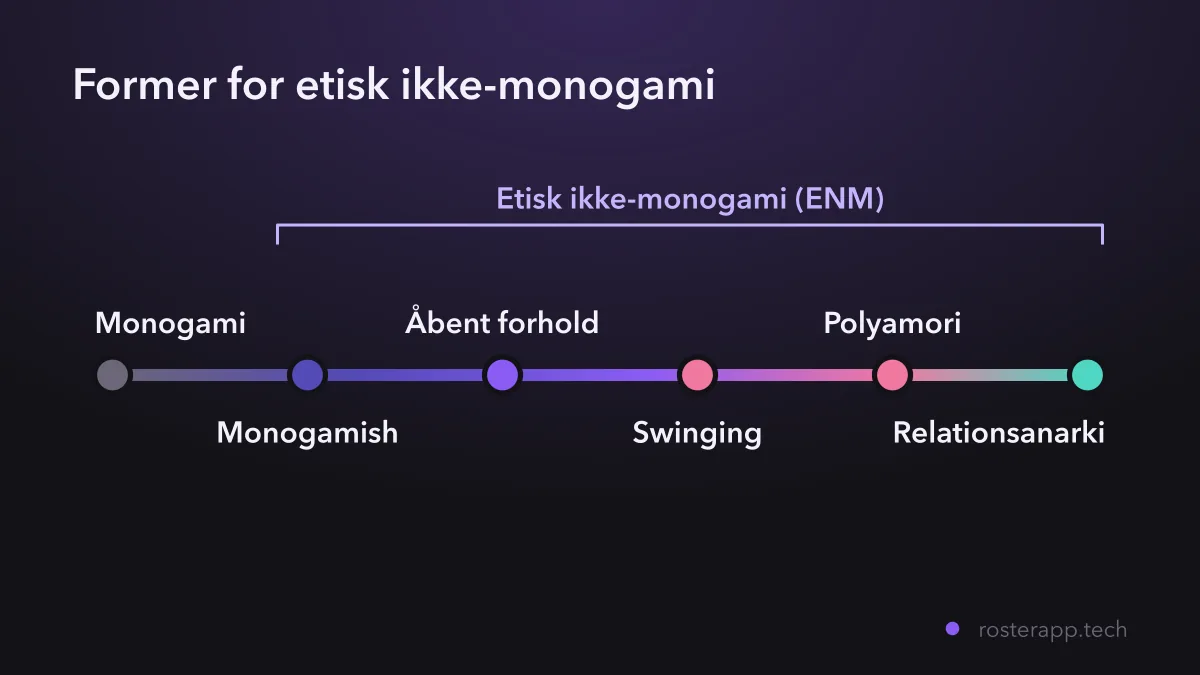 Former for etisk ikke-monogami
Etisk ikke-monogami (ENM)
Monogami
Åbent forhold
Polyamori
Monogamish
Swinging
Relationsanarki
rosterapp.tech